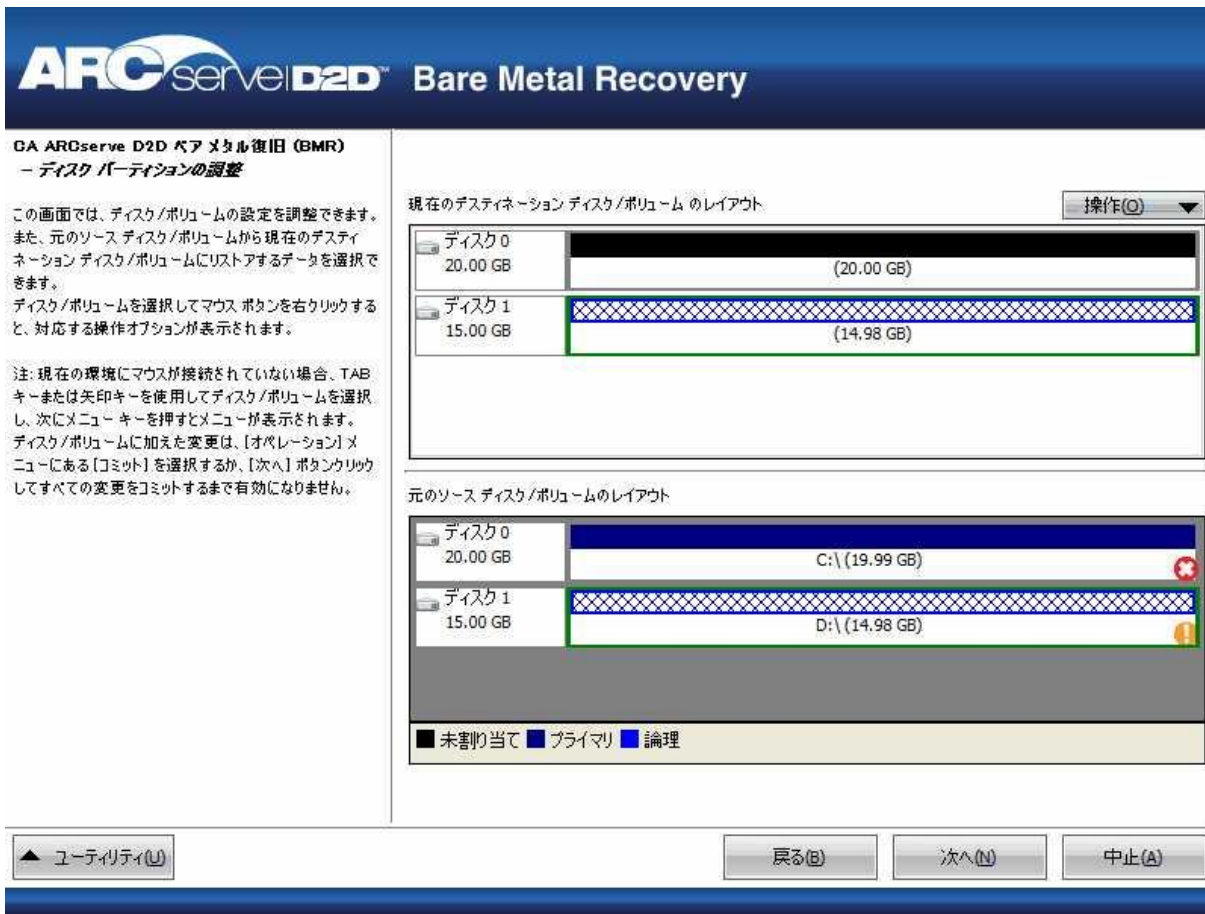 ARCserve D2D™ Bare Metal Recovery
CA ARCserve D2D ベア メタル復旧 (BMR)
- ディスク パーティションの調整
この画面では、ディスク/ボリュームの設定を調整できます。
また、元のソース ディスク/ボリュームから現在のデスティ
ネーション ディスク/ボリュームにリストアするデータを選択で
きます。
ディスク/ボリュームを選択してマウス ボタンを右クリックする
と、対応する操作オプションが表示されます。
注: 現在の環境にマウスが接続されていない場合、TAB
キーまたは矢印キーを使用してディスク/ボリュームを選択
し、次にメニュー キーを押すとメニューが表示されます。
ディスク/ボリュームに加えた変更は、[オペレーション] メ
ニューにある [コミット] を選択するか、[次へ] ボタンクリック
してすべての変更をコミットするまで有効になりません。
現在のデスティネーション ディスク/ボリューム のレイアウト
操作(O)
ディスク 0
20.00 GB
(20.00 GB)
ディスク 1
15.00 GB
(14.98 GB)
元のソース ディスク/ボリュームのレイアウト
ディスク 0
20.00 GB
C:\ (19.99 GB)
ディスク 1
15.00 GB
D:\ (14.98 GB)
未割り当て プライマリ 論理
ユーティリティ(U)
戻る(B)
次へ(N)
中止(A)